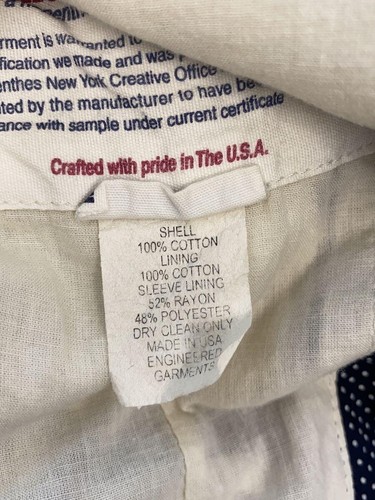 rment is warranted to
fication we made and was
enthes New York Creative Office
ted by the manufacturer to have be
ance with sample under current certificate
Crafted with pride in The U.S.A.
SHELL
100% COTTON
LINING
100% COTTON
SLEEVE LINING
52% RAYON
48% POLYESTER
DRY CLEAN ONLY
MADE IN USA
ENGINEERED
GARMENTS